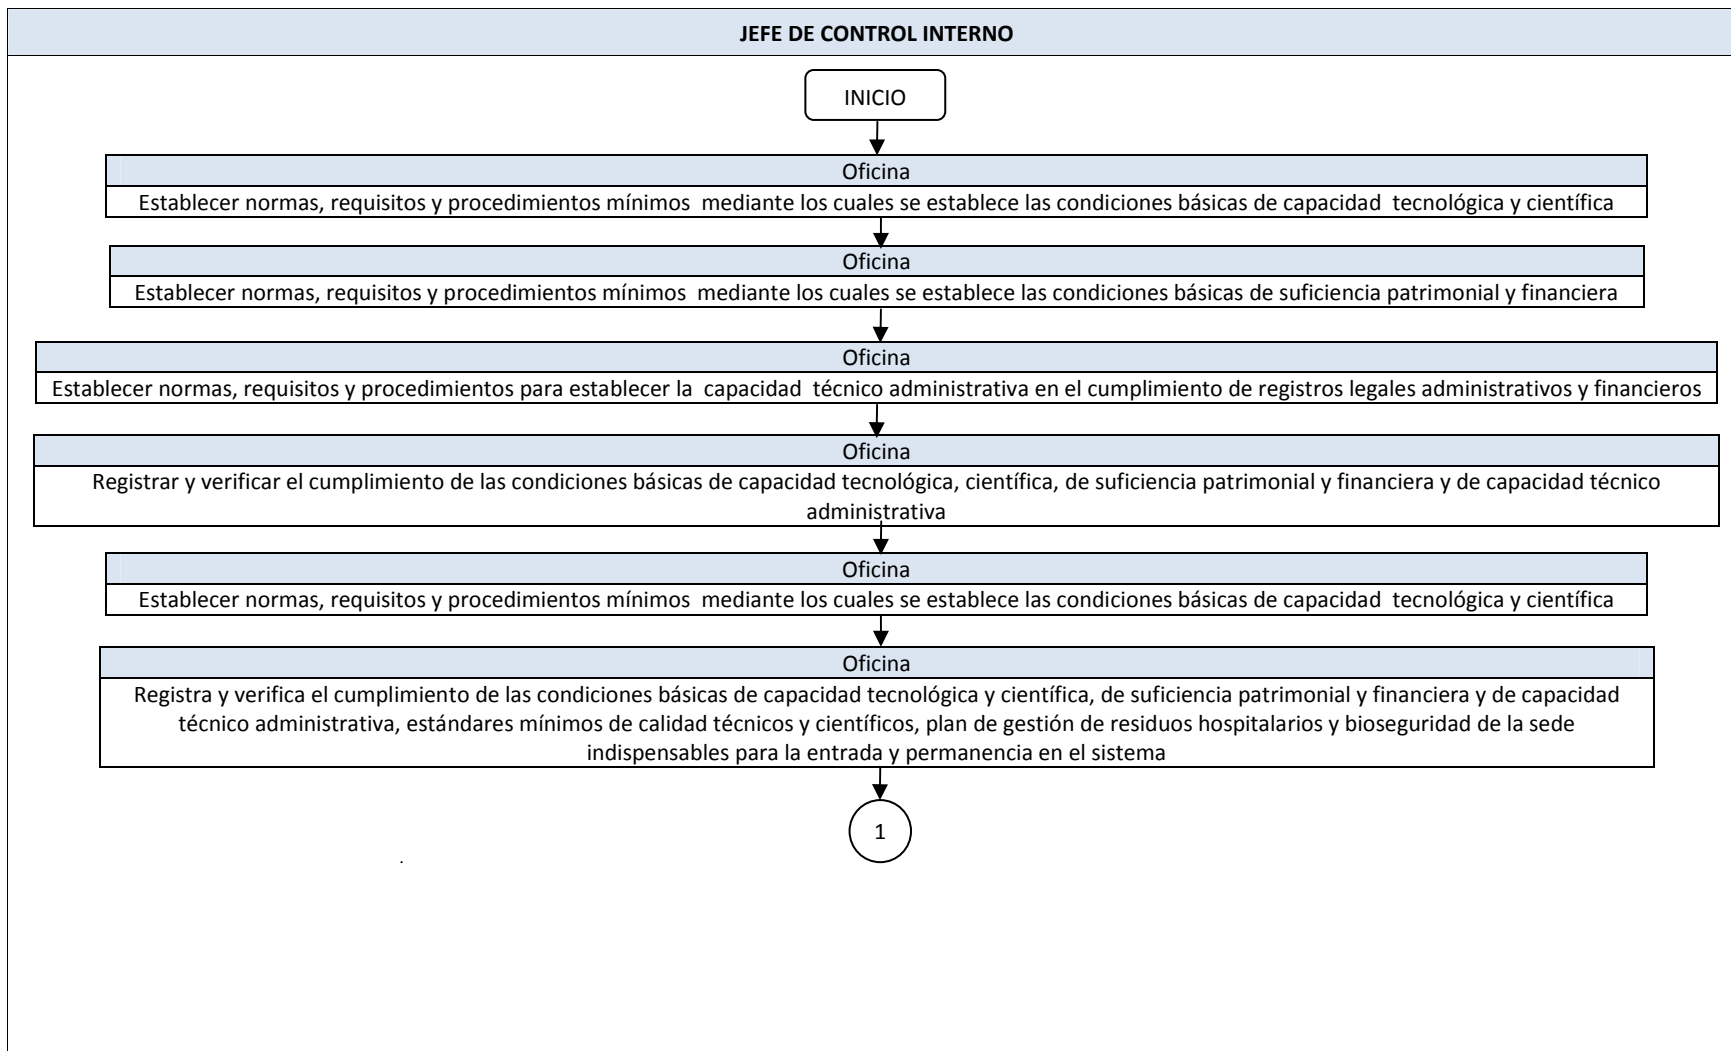 JEFE DE CONTROL INTERNO
INICIO
Oficina
Establecer normas, requisitos y procedimientos mínimos mediante los cuales se establece las condiciones básicas de capacidad tecnológica y científica
Oficina
Establecer normas, requisitos y procedimientos mínimos mediante los cuales se establece las condiciones básicas de suficiencia patrimonial y financiera
Oficina
Establecer normas, requisitos y procedimientos para establecer la capacidad técnico administrativa en el cumplimiento de registros legales administrativos y financieros
Oficina
Registrar y verificar el cumplimiento de las condiciones básicas de capacidad tecnológica, científica, de suficiencia patrimonial y financiera y de capacidad técnico
administrativa
Oficina
Establecer normas, requisitos y procedimientos mínimos mediante los cuales se establece las condiciones básicas de capacidad tecnológica y científica
Oficina
Registra y verifica el cumplimiento de las condiciones básicas de capacidad tecnológica y científica, de suficiencia patrimonial y financiera y de capacidad
técnico administrativa, estándares mínimos de calidad técnicos y científicos, plan de gestión de residuos hospitalarios y bioseguridad de la sede
indispensables para la entrada y permanencia en el sistema
1
.